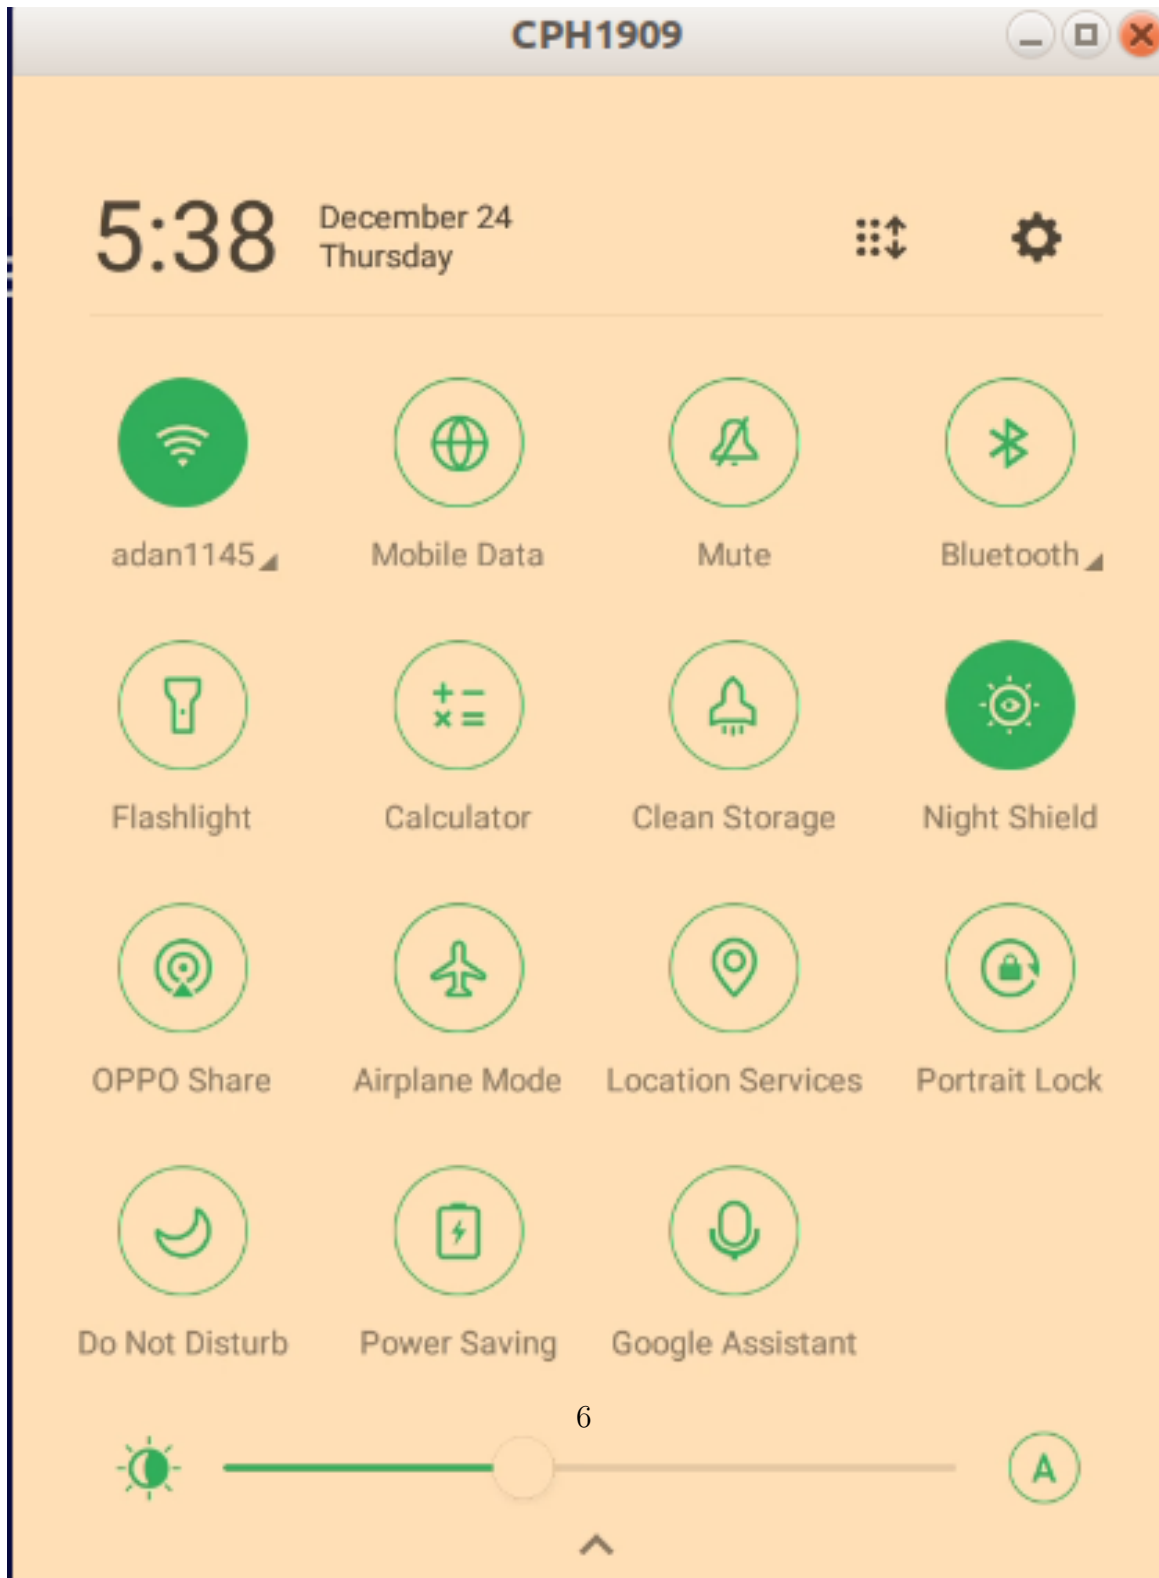 CPH1909
5:38
December 24
Thursday
adan1145
Mobile Data
Mute
Bluetooth
Flashlight
Calculator
Clean Storage
Night Shield
OPPO Share
Airplane Mode
Location Services
Portrait Lock
Do Not Disturb
Power Saving
Google Assistant
6
A